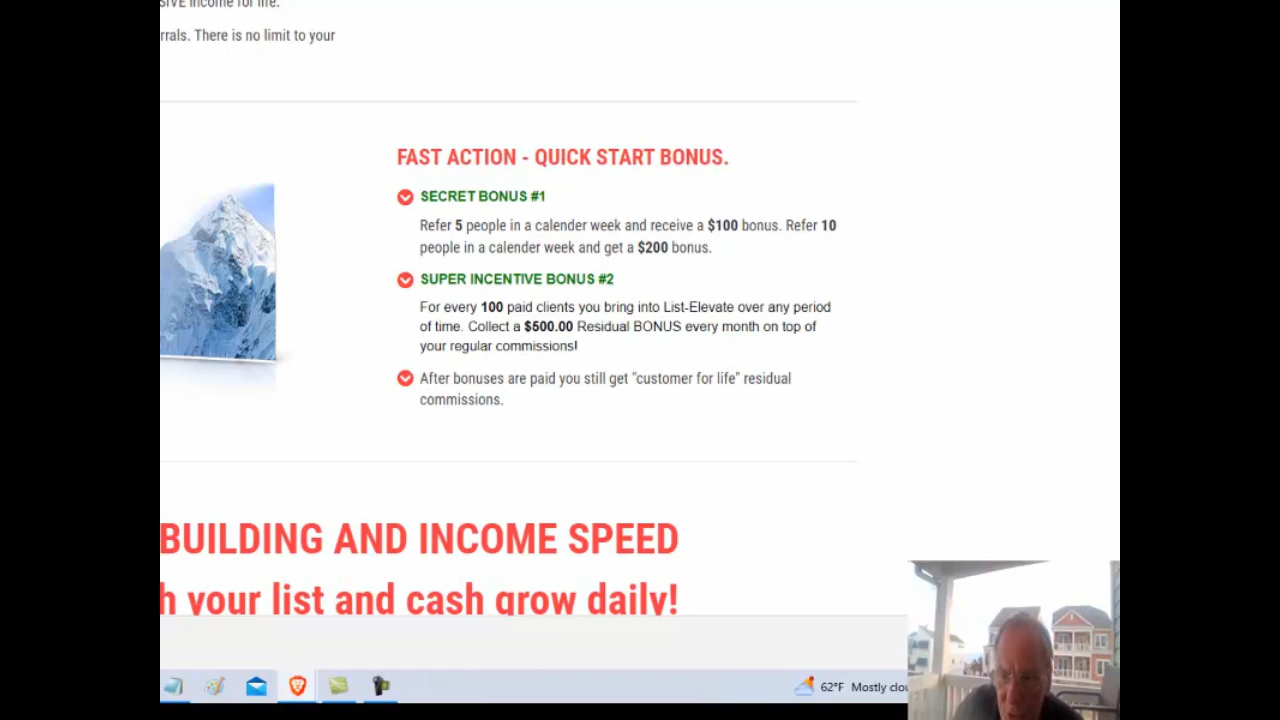 SIVE income for life.
rrals. There is no limit to your
FAST ACTION - QUICK START BONUS.
SECRET BONUS #1
Refer 5 people in a calender week and receive a $100 bonus. Refer 10
people in a calender week and get a $200 bonus.
SUPER INCENTIVE BONUS #2
For every 100 paid clients you bring into List-Elevate over any period
of time. Collect a $500.00 Residual BONUS every month on top of
your regular commissions!
After bonuses are paid you still get "customer for life" residual
commissions.
BUILDING AND INCOME SPEED
h your list and cash grow daily!
62°F Mostly clou